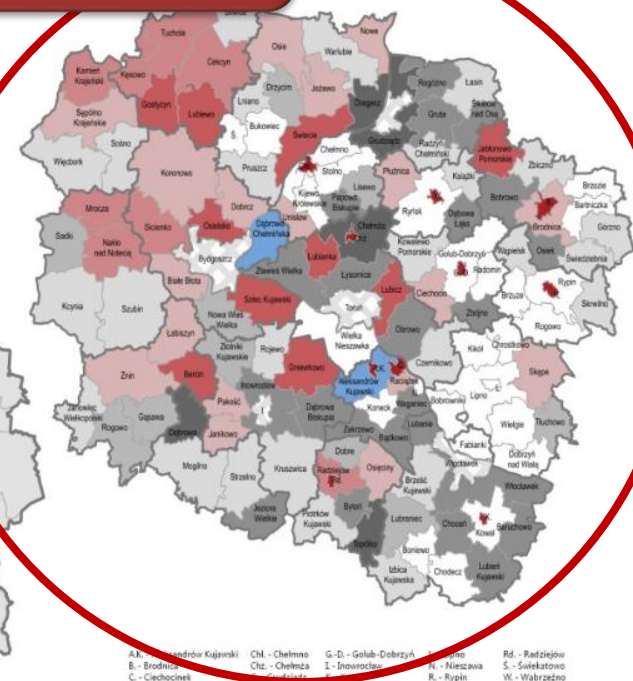 Tuchola
Nowe
Osie
Warlubie
Kęsowo
Cekcyn
Kamień
Krajeński
Drzycim
Jeżewo
Rogóźno
Łasin
Gostycyn
Lubiewo
Lniano
Dragacz
Gruta
Świecie
nad Osą
Sępólno
Krajeńskie
Bukowiec
Ś.
Świecie
Grudziądz
Sośno
Chełmno
Radzyń
Chełmiński
Jabłonowo
Pomorskie
Więcbork
Pruszcz
Stolno
Zbiczno
Koronowo
Lisewo
Płużnica
Książki
Brzozie
Kijewo
Królewskie
Papowo
Biskupie
Bobrowo
Bartniczka
Mrocza
Dobrcz
Unisław
Ryńsk
Brodnica
Sicienko
Osielsko
Dąbrowa
Chełmińska
Chełmża
Chż.
Dębowa
Łąka
Górzno
Sadki
Nakło
nad Notecią
Kowalewo
Pomorskie
Golub-Dobrzyń
Wąpielsk
Osiek
Świedziebnia
Bydgoszcz
Łubianka
Łysomice
Radomin
Zławieś Wielka
Rypin
Białe Błota
Lubicz
Ciechocin
Brzuze
Skrwilno
Kcynia
Szubin
Solec Kujawski
Toruń
Zbójno
Rogowo
Nowa Wieś
Wielka
Wielka
Nieszawka
Obrowo
Łabiszyn
Złotniki
Kujawskie
Rojewo
Kikół
Chrostkowo
Czernikowo
Żnin
Barcin
Gniewkowo
A.K.
Aleksandrów
Kujawski
Raciążek
Skępe
Inowrocław
Pakość
I.
Koneck
Waganiec
Bobrowniki
Lipno
Janowiec
Wielkopolski
Rogowo
Gąsawa
Dąbrowa
Janikowo
Dąbrowa
Biskupia
Zakrzewo
Lubanie
Wielgie
Tłuchowo
Bądkowo
Fabianki
Mogilno
Strzelno
Kruszwica
Dobre
Osięciny
Włocławek
Dobrzyń
nad Wisłą
Radziejów
Rd.
Brześć
Kujawski
Włocławek
Jeziora
Wielkie
Piotrków
Kujawski
Bytoń
Lubraniec
Choceń
Kowal
Baruchowo
Topólka
Boniewo
Izbica
Kujawska
Chodecz
Lubień
Kujawski
Kujawski Chł. - Chełmno G.-D. - Golub-Dobrzyń Rd. - Radziejów
B. - Brodnica Chż. - Chełmża I. - Inowrocław N. - Nieszawa Ś. - Świekatowo
C. - Ciechocinek R. - Rypin W. - Wąbrzeźno